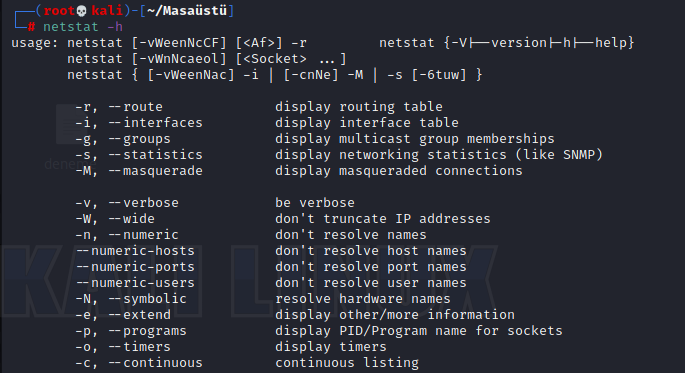 (root💀kali)-[~/Masaüstü]
# netstat -h
usage: netstat [-vWeenNcCF] [<Af>] -r         netstat {-V|--version|-h|--help}
       netstat [-vWnNcaeol] [<Socket> ...]
       netstat { [-vWeenNac] -i | [-cnNe] -M | -s [-6tuw] }
        -r, --route              display routing table
        -i, --interfaces         display interface table
        -g, --groups             display multicast group memberships
        -s, --statistics         display networking statistics (like SNMP)
        -M, --masquerade         display masqueraded connections
        -v, --verbose            be verbose
        -W, --wide               don't truncate IP addresses
        -n, --numeric            don't resolve names
        --numeric-hosts          don't resolve host names
        --numeric-ports          don't resolve port names
        --numeric-users          don't resolve user names
        -N, --symbolic           resolve hardware names
        -e, --extend             display other/more information
        -p, --programs           display PID/Program name for sockets
        -o, --timers             display timers
        -c, --continuous         continuous listing
KALI LINUX